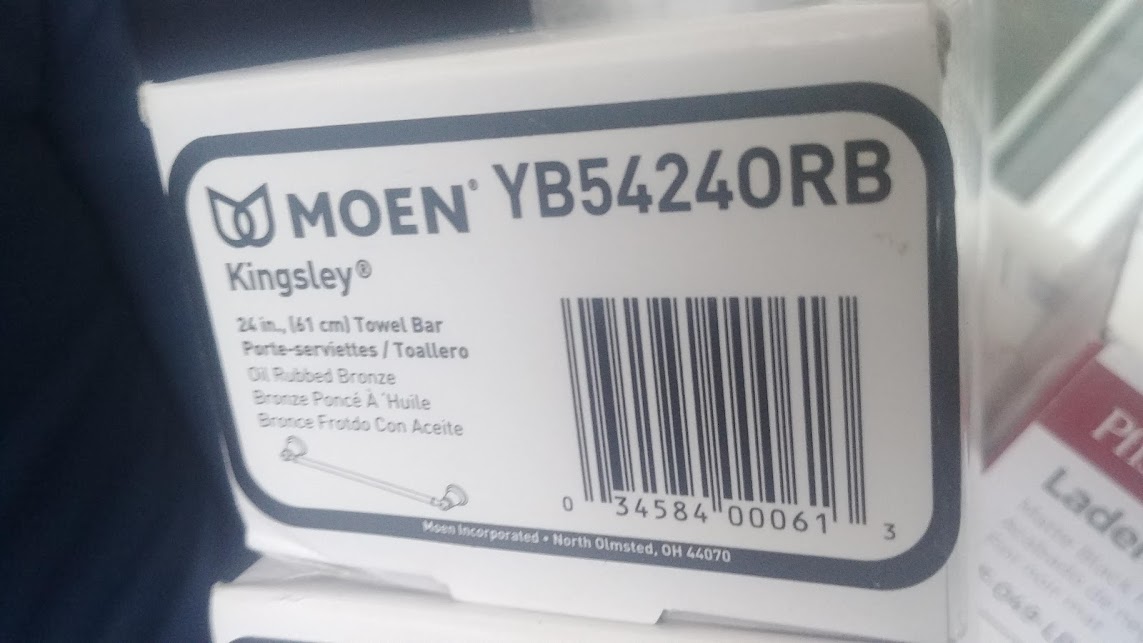 MOEN® YB5424ORB
Kingsley®
24 in., (61 cm) Towel Bar
Porte-serviettes / Toallero
Oil Rubbed Bronze
Bronze Poncé À ´Huile
Bronce Frotdo Con Aceite
0 34584 00061 3
Moen Incorporated • North Olmsted, OH 44070